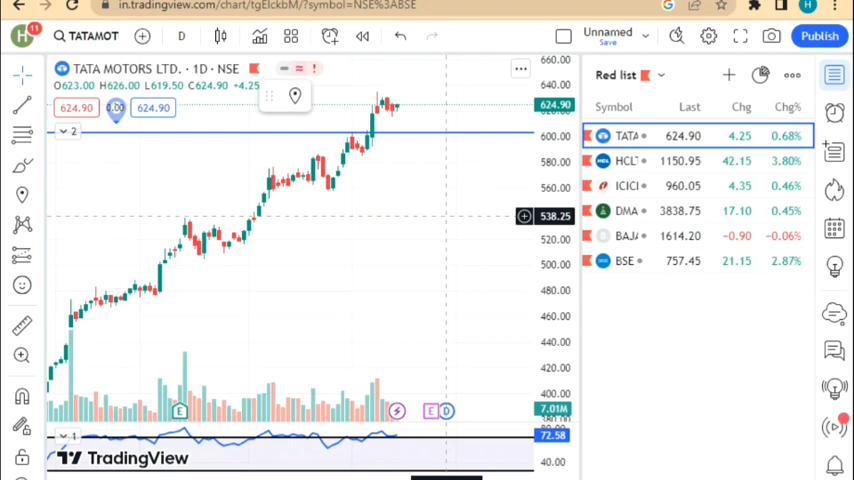 in.tradingview.com/chart/tgElckbM/?symbol=NSE%3ABSE
H 11 TATAMOT D Unnamed Save Publish
TATA MOTORS LTD. · 1D · NSE
O623.00 H626.00 L619.50 C624.90 +4.25
624.90 0.00 624.90
2
660.00
624.90
600.00
580.00
560.00
538.25
520.00
500.00
480.00
460.00
440.00
420.00
400.00
7.01M
380.00
E E D
1
72.58
40.00
TradingView
Red list
Symbol Last Chg Chg%
TATA 624.90 4.25 0.68%
HCLT 1150.95 42.15 3.80%
ICICI 960.05 4.35 0.46%
DMA 3838.75 17.10 0.45%
BAJA 1614.20 -0.90 -0.06%
BSE 757.45 21.15 2.87%